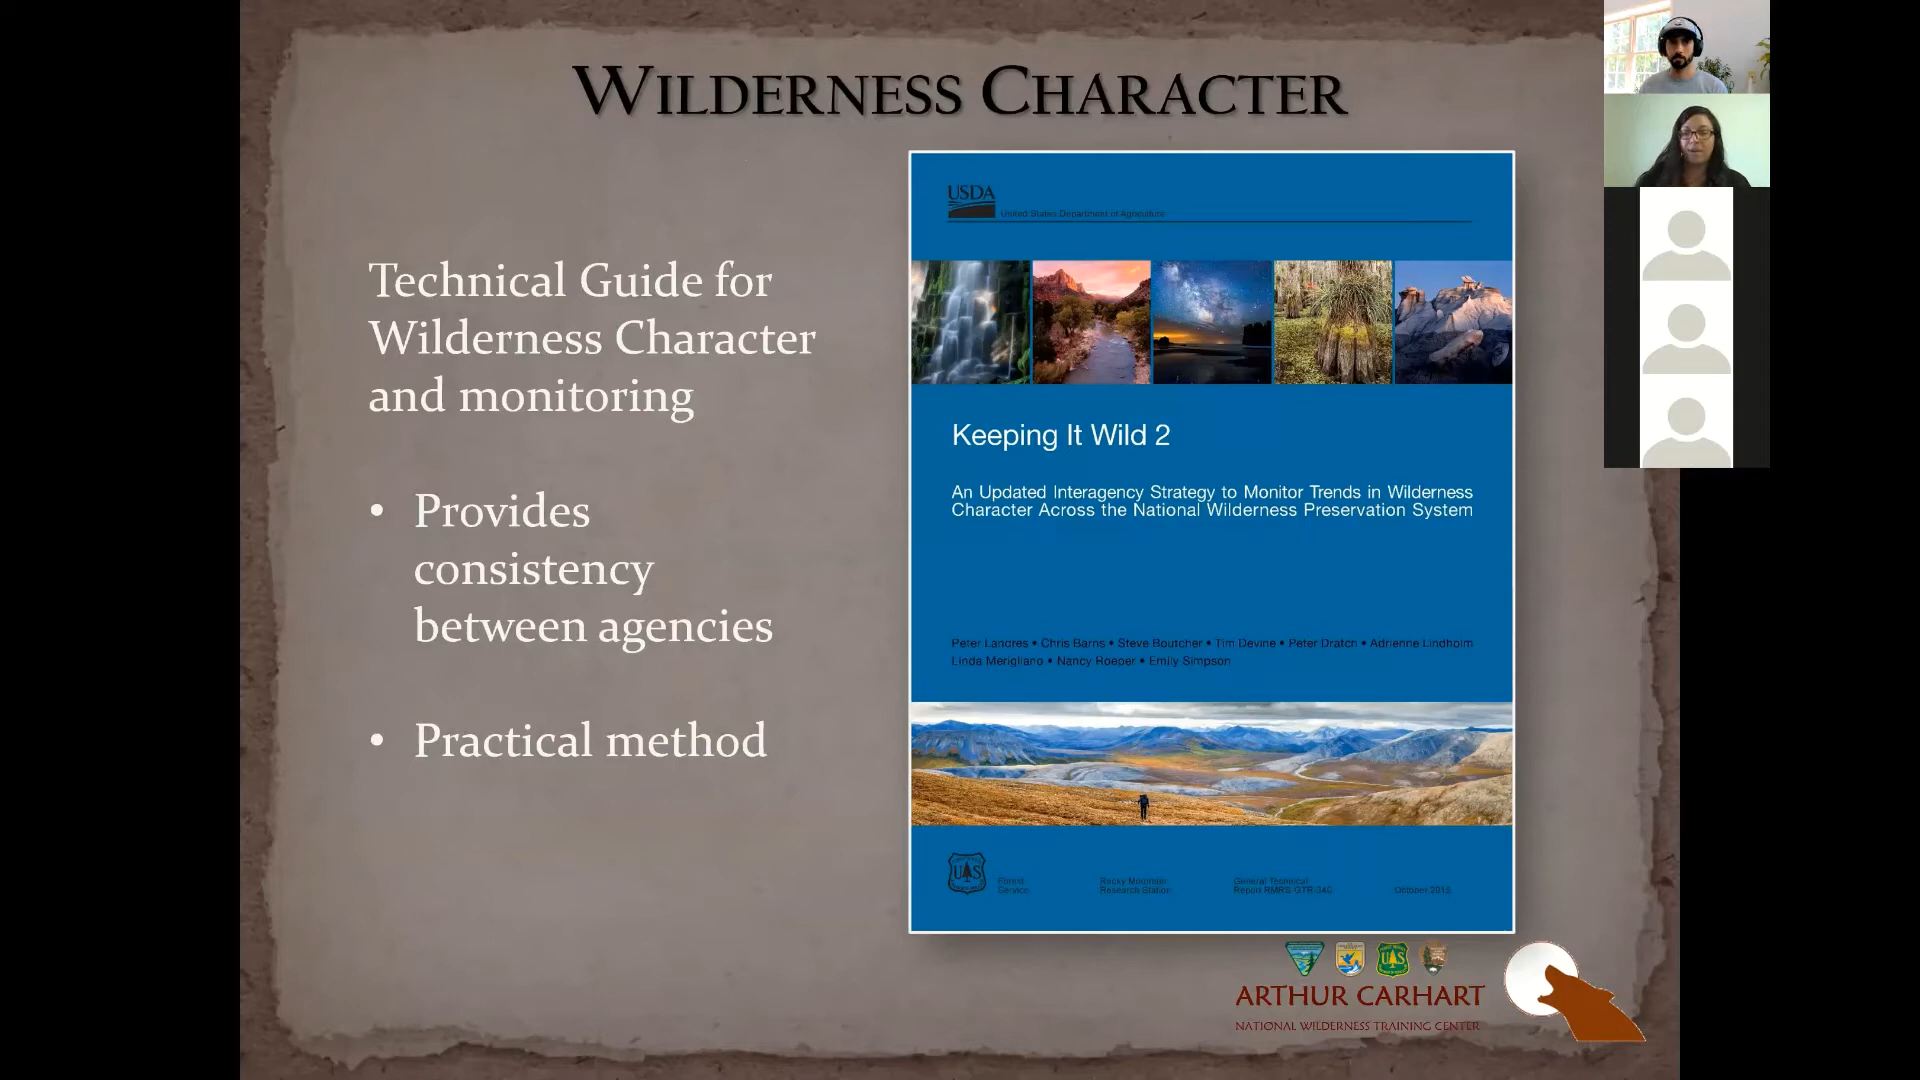 WILDERNESS CHARACTER
Technical Guide for
Wilderness Character
and monitoring
• Provides
consistency
between agencies
• Practical method
USDA
United States Department of Agriculture
Keeping It Wild 2
An Updated Interagency Strategy to Monitor Trends in Wilderness
Character Across the National Wilderness Preservation System
Peter Landres • Chris Barns • Steve Boutcher • Tim Devine • Peter Dratch • Adrienne Lindholm
Linda Merigliano • Nancy Roeper • Emily Simpson
UAS
Forest
Service
Rocky Mountain
Research Station
General Technical
Report RMRS-GTR-340
October 2015
ARTHUR CARHART
NATIONAL WILDERNESS TRAINING CENTER